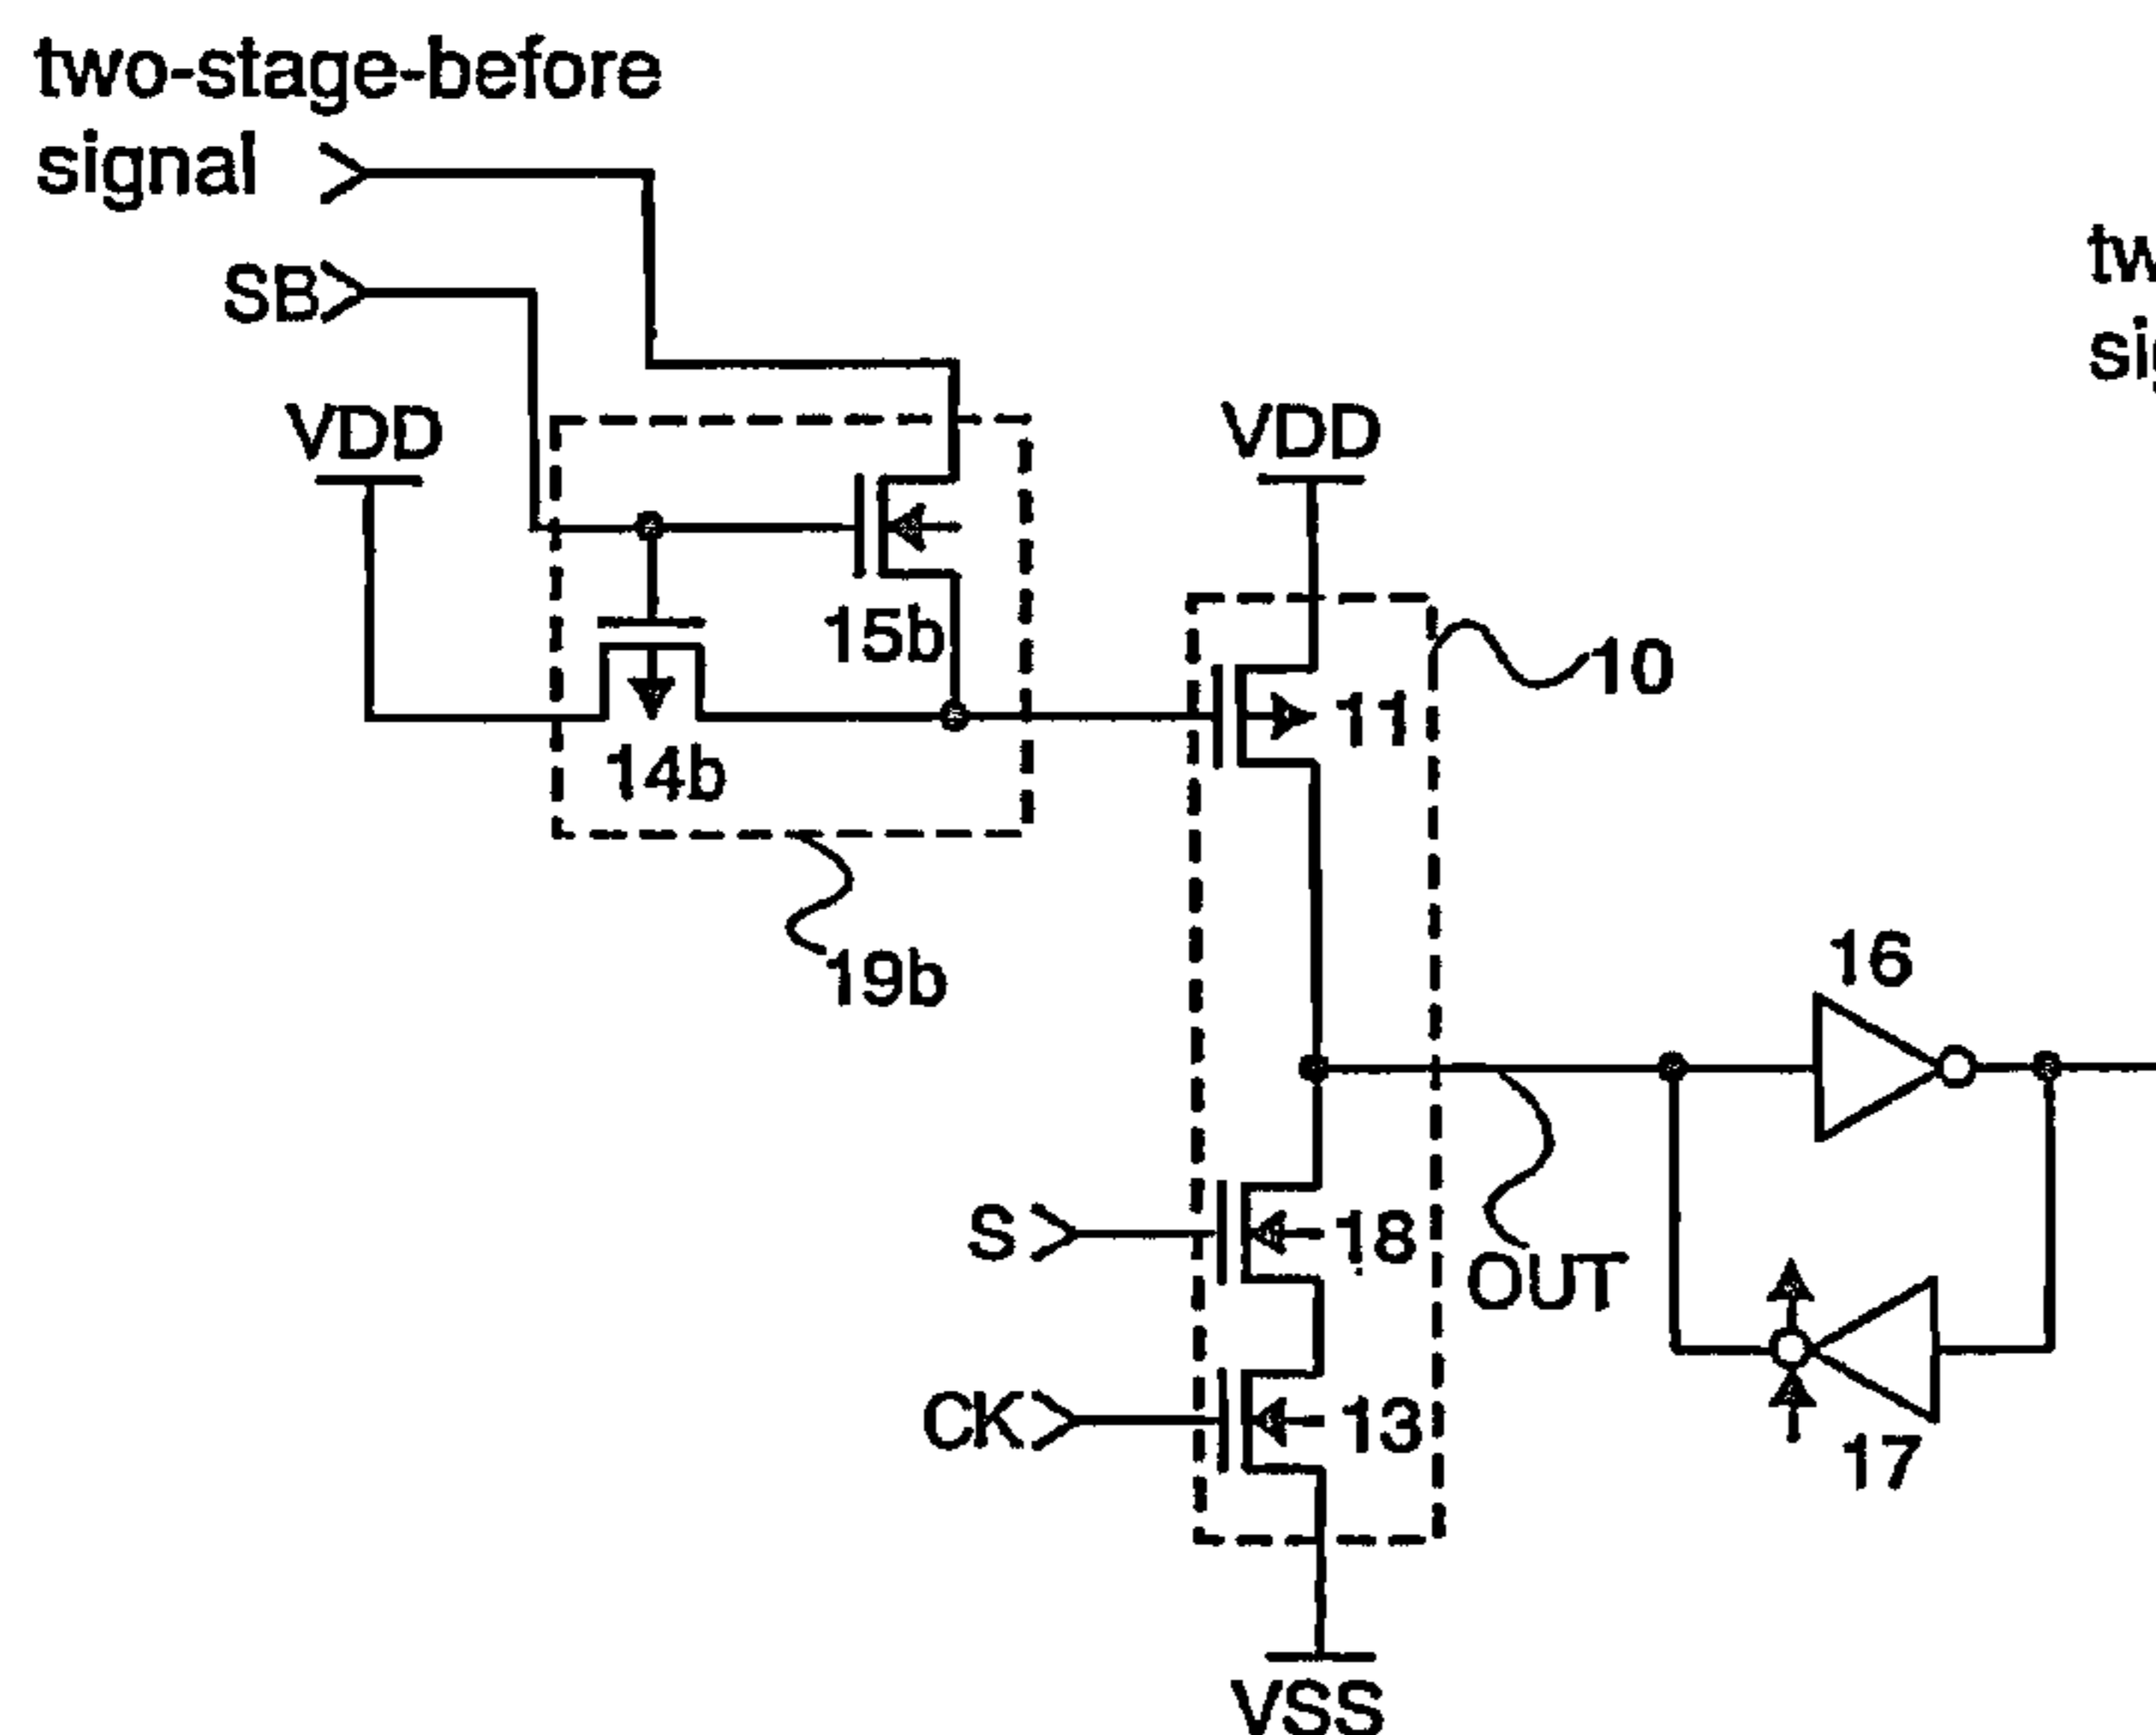 two-stage-before
signal
SB
VDD
VDD
15b
10
11
14b
19b
16
S
18
OUT
CK
13
17
VSS
tw